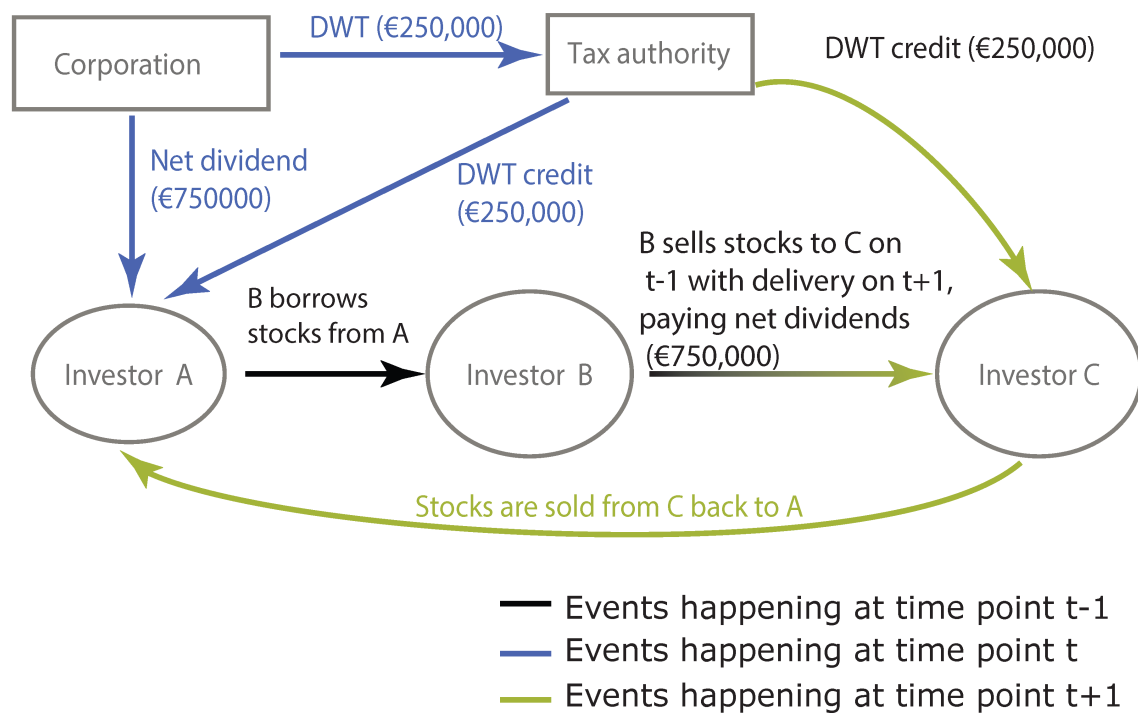 DWT (€250,000)
Corporation
Tax authority
DWT credit (€250,000)
Net dividend
(€750000)
DWT credit
(€250,000)
B borrows
stocks from A
B sells stocks to C on
t-1 with delivery on t+1,
paying net dividends
(€750,000)
Investor A
Investor B
Investor C
Stocks are sold from C back to A
Events happening at time point t-1
Events happening at time point t
Events happening at time point t+1